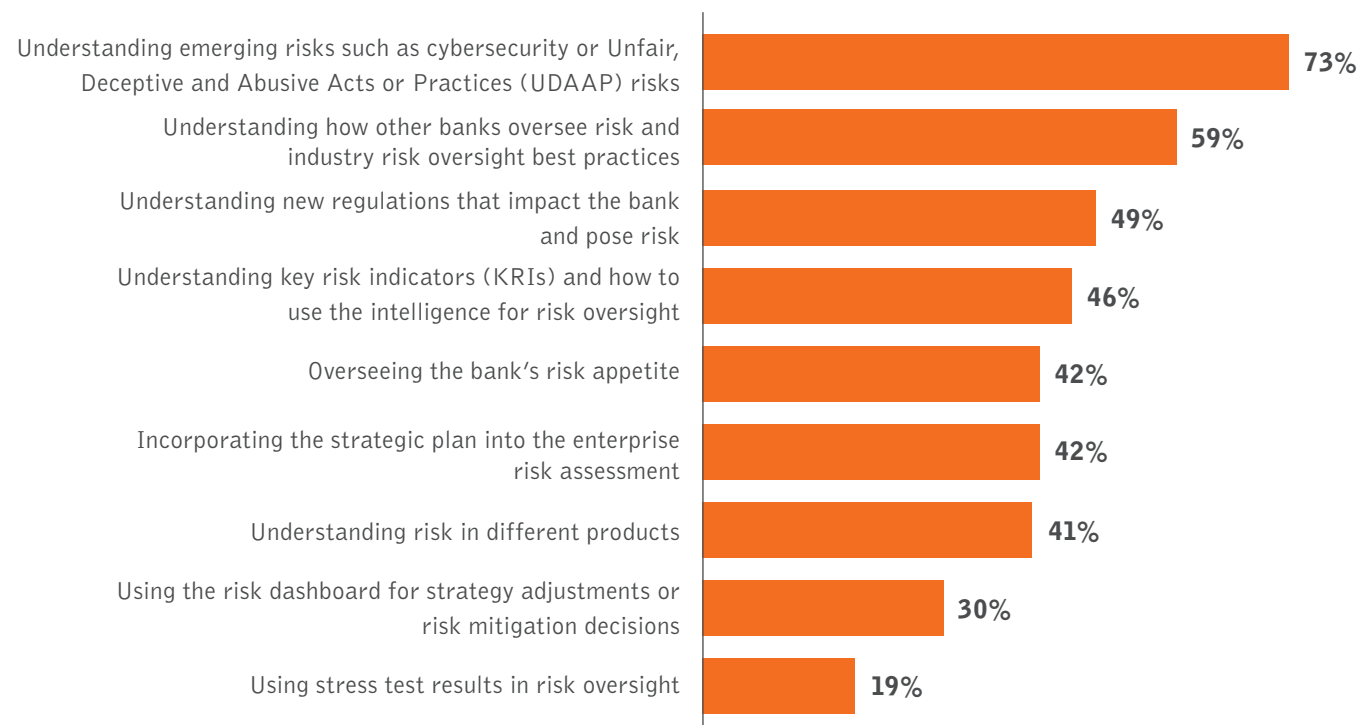 Understanding emerging risks such as cybersecurity or Unfair,
Deceptive and Abusive Acts or Practices (UDAAP) risks
73%
Understanding how other banks oversee risk and
industry risk oversight best practices
59%
Understanding new regulations that impact the bank
and pose risk
49%
Understanding key risk indicators (KRIs) and how to
use the intelligence for risk oversight
46%
Overseeing the bank's risk appetite
42%
Incorporating the strategic plan into the enterprise
risk assessment
42%
Understanding risk in different products
41%
Using the risk dashboard for strategy adjustments or
risk mitigation decisions
30%
Using stress test results in risk oversight
19%